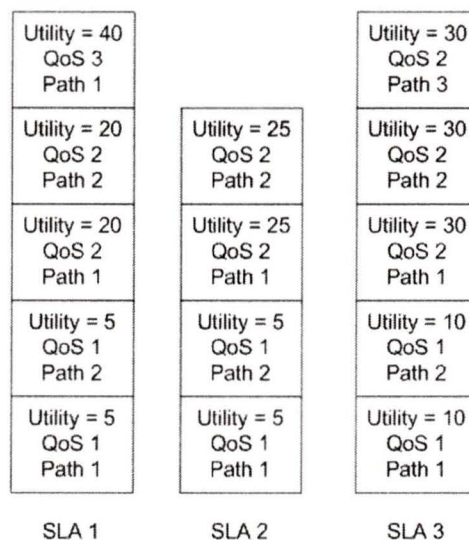 Utility = 40
QoS 3
Path 1
Utility = 20
QoS 2
Path 2
Utility = 20
QoS 2
Path 1
Utility = 5
QoS 1
Path 2
Utility = 5
QoS 1
Path 1
SLA 1
Utility = 25
QoS 2
Path 2
Utility = 25
QoS 2
Path 1
Utility = 5
QoS 1
Path 2
Utility = 5
QoS 1
Path 1
SLA 2
Utility = 30
QoS 2
Path 3
Utility = 30
QoS 2
Path 2
Utility = 30
QoS 2
Path 1
Utility = 10
QoS 1
Path 2
Utility = 10
QoS 1
Path 1
SLA 3